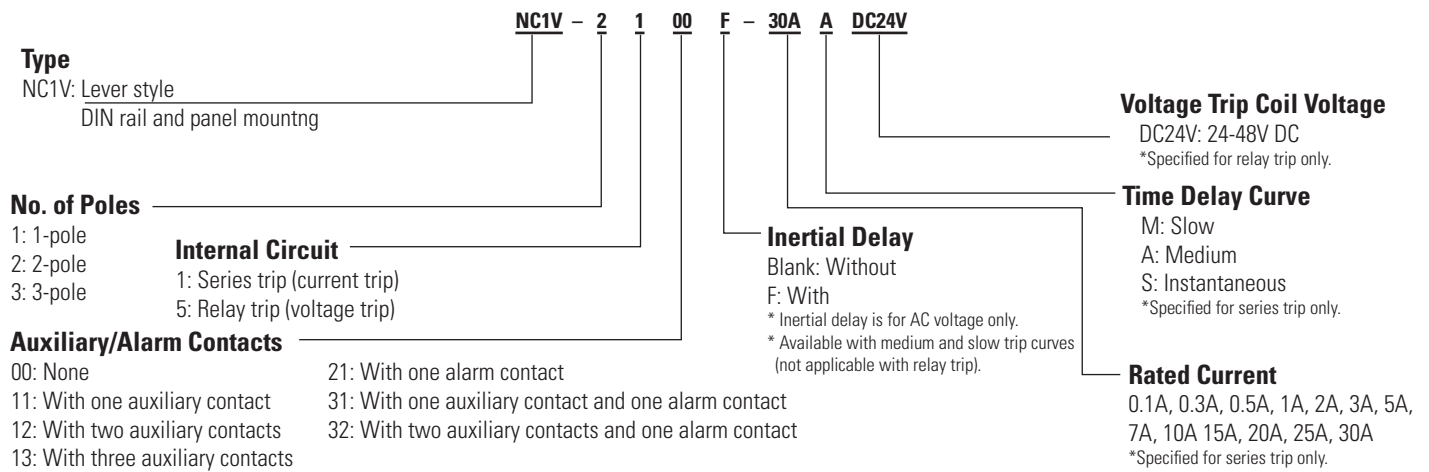 NC1V – 2 1 00 F – 30A A DC24V
Type
NC1V: Lever style
DIN rail and panel mountng
No. of Poles
1: 1-pole
2: 2-pole
3: 3-pole
Internal Circuit
1: Series trip (current trip)
5: Relay trip (voltage trip)
Auxiliary/Alarm Contacts
00: None
11: With one auxiliary contact
12: With two auxiliary contacts
13: With three auxiliary contacts
21: With one alarm contact
31: With one auxiliary contact and one alarm contact
32: With two auxiliary contacts and one alarm contact
Inertial Delay
Blank: Without
F: With
* Inertial delay is for AC voltage only.
* Available with medium and slow trip curves
(not applicable with relay trip).
Voltage Trip Coil Voltage
DC24V: 24-48V DC
*Specified for relay trip only.
Time Delay Curve
M: Slow
A: Medium
S: Instantaneous
*Specified for series trip only.
Rated Current
0.1A, 0.3A, 0.5A, 1A, 2A, 3A, 5A,
7A, 10A 15A, 20A, 25A, 30A
*Specified for series trip only.